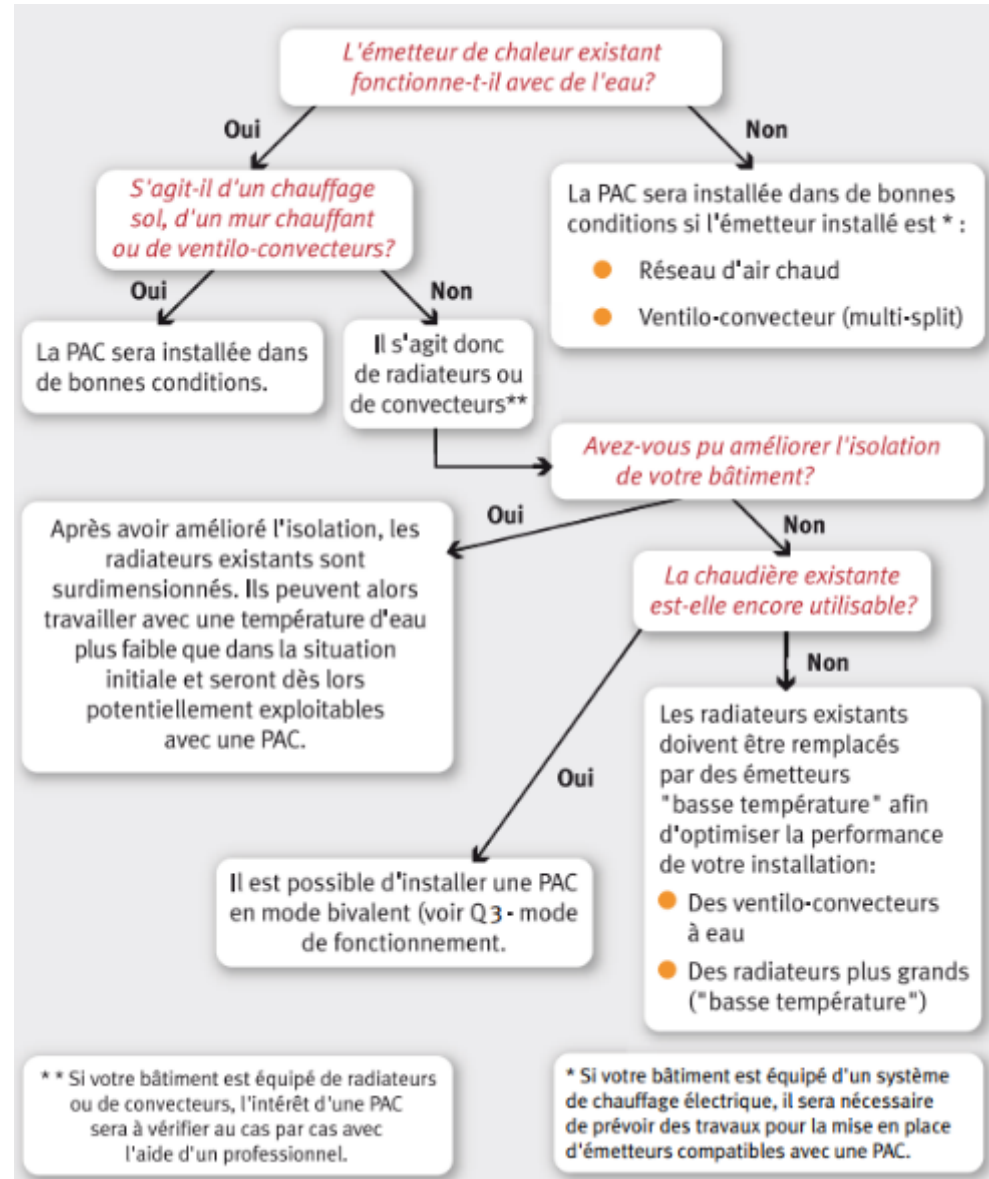 L'émetteur de chaleur existant
fonctionne-t-il avec de l'eau?
Oui
Non
S'agit-il d'un chauffage
sol, d'un mur chauffant
ou de ventilo-convecteurs?
La PAC sera installée dans de bonnes
conditions si l'émetteur installé est * :
Réseau d'air chaud
Ventilo-convecteur (multi-split)
Oui
Non
La PAC sera installée dans
de bonnes conditions.
Il s'agit donc
de radiateurs ou
de convecteurs**
Avez-vous pu améliorer l'isolation
de votre bâtiment?
Oui
Non
Après avoir amélioré l'isolation, les
radiateurs existants sont
surdimensionnés. Ils peuvent alors
travailler avec une température d'eau
plus faible que dans la situation
initiale et seront dès lors
potentiellement exploitables
avec une PAC.
La chaudière existante
est-elle encore utilisable?
Oui
Non
Il est possible d'installer une PAC
en mode bivalent (voir Q3- mode
de fonctionnement.
Les radiateurs existants
doivent être remplacés
par des émetteurs
"basse température" afin
d'optimiser la performance
de votre installation:
Des ventilo-convecteurs
à eau
Des radiateurs plus grands
("basse température")
* * Si votre bâtiment est équipé de radiateurs
ou de convecteurs, l'intérêt d'une PAC
sera à vérifier au cas par cas avec
l'aide d'un professionnel.
* Si votre bâtiment est équipé d'un système
de chauffage électrique, il sera nécessaire
de prévoir des travaux pour la mise en place
d'émetteurs compatibles avec une PAC.